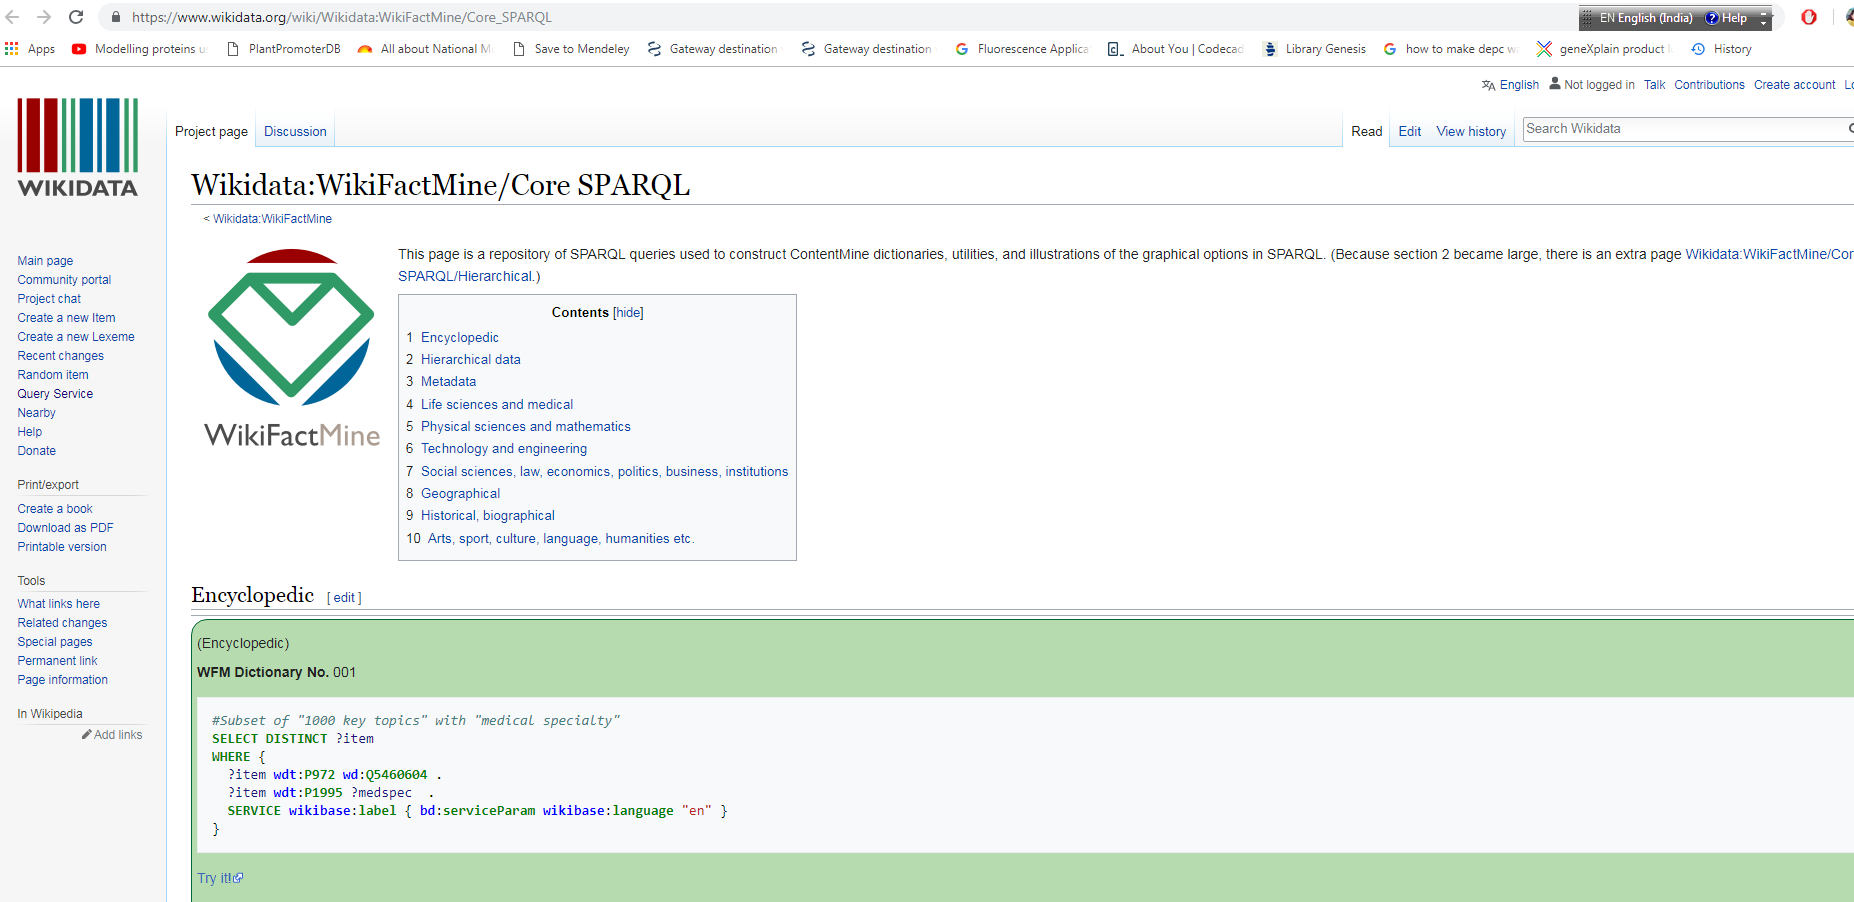 https://www.wikidata.org/wiki/Wikidata:WikiFactMine/Core_SPARQL
EN English (India) Help
Apps Modelling proteins PlantPromoterDB All about National Save to Mendeley Gateway destination Gateway destination Fluorescence Applica About You | Codecad Library Genesis how to make depc geneXplain product History
English Not logged in Talk Contributions Create account
WIKIDATA
Project page Discussion Read Edit View history Search Wikidata
Wikidata:WikiFactMine/Core SPARQL
< Wikidata:WikiFactMine
WikiFactMine
This page is a repository of SPARQL queries used to construct ContentMine dictionaries, utilities, and illustrations of the graphical options in SPARQL. (Because section 2 became large, there is an extra page Wikidata:WikiFactMine/Cor
SPARQL/Hierarchical.)
Contents [hide]
1 Encyclopedic
2 Hierarchical data
3 Metadata
4 Life sciences and medical
5 Physical sciences and mathematics
6 Technology and engineering
7 Social sciences, law, economics, politics, business, institutions
8 Geographical
9 Historical, biographical
10 Arts, sport, culture, language, humanities etc.
Main page
Community portal
Project chat
Create a new Item
Create a new Lexeme
Recent changes
Random item
Query Service
Nearby
Help
Donate
Print/export
Create a book
Download as PDF
Printable version
Tools
What links here
Related changes
Special pages
Permanent link
Page information
In Wikipedia
Add links
Encyclopedic [ edit ]
(Encyclopedic)
WFM Dictionary No. 001
#Subset of "1000 key topics" with "medical specialty"
SELECT DISTINCT ?item
WHERE {
?item wdt:P972 wd:Q5460604 .
?item wdt:P1995 ?medspec .
SERVICE wikibase:label { bd:serviceParam wikibase:language "en" }
}
Try it!